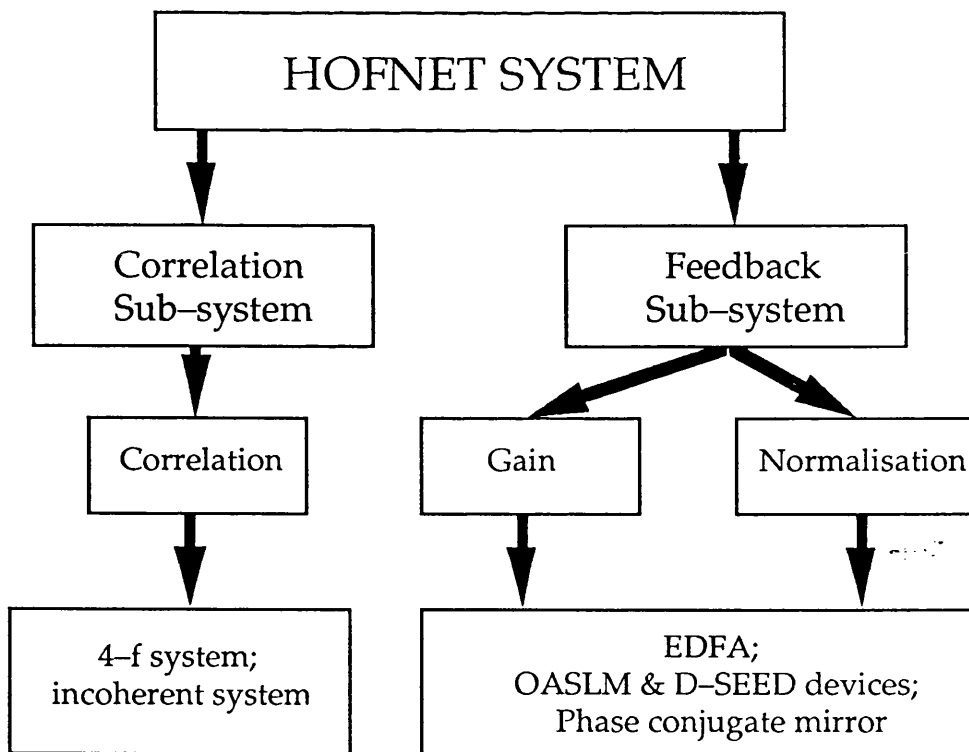 HOFNET SYSTEM
Correlation
Sub–system
Feedback
Sub–system
Correlation
Gain
Normalisation
4–f system;
incoherent system
EDFA;
OASLM & D–SEED devices;
Phase conjugate mirror